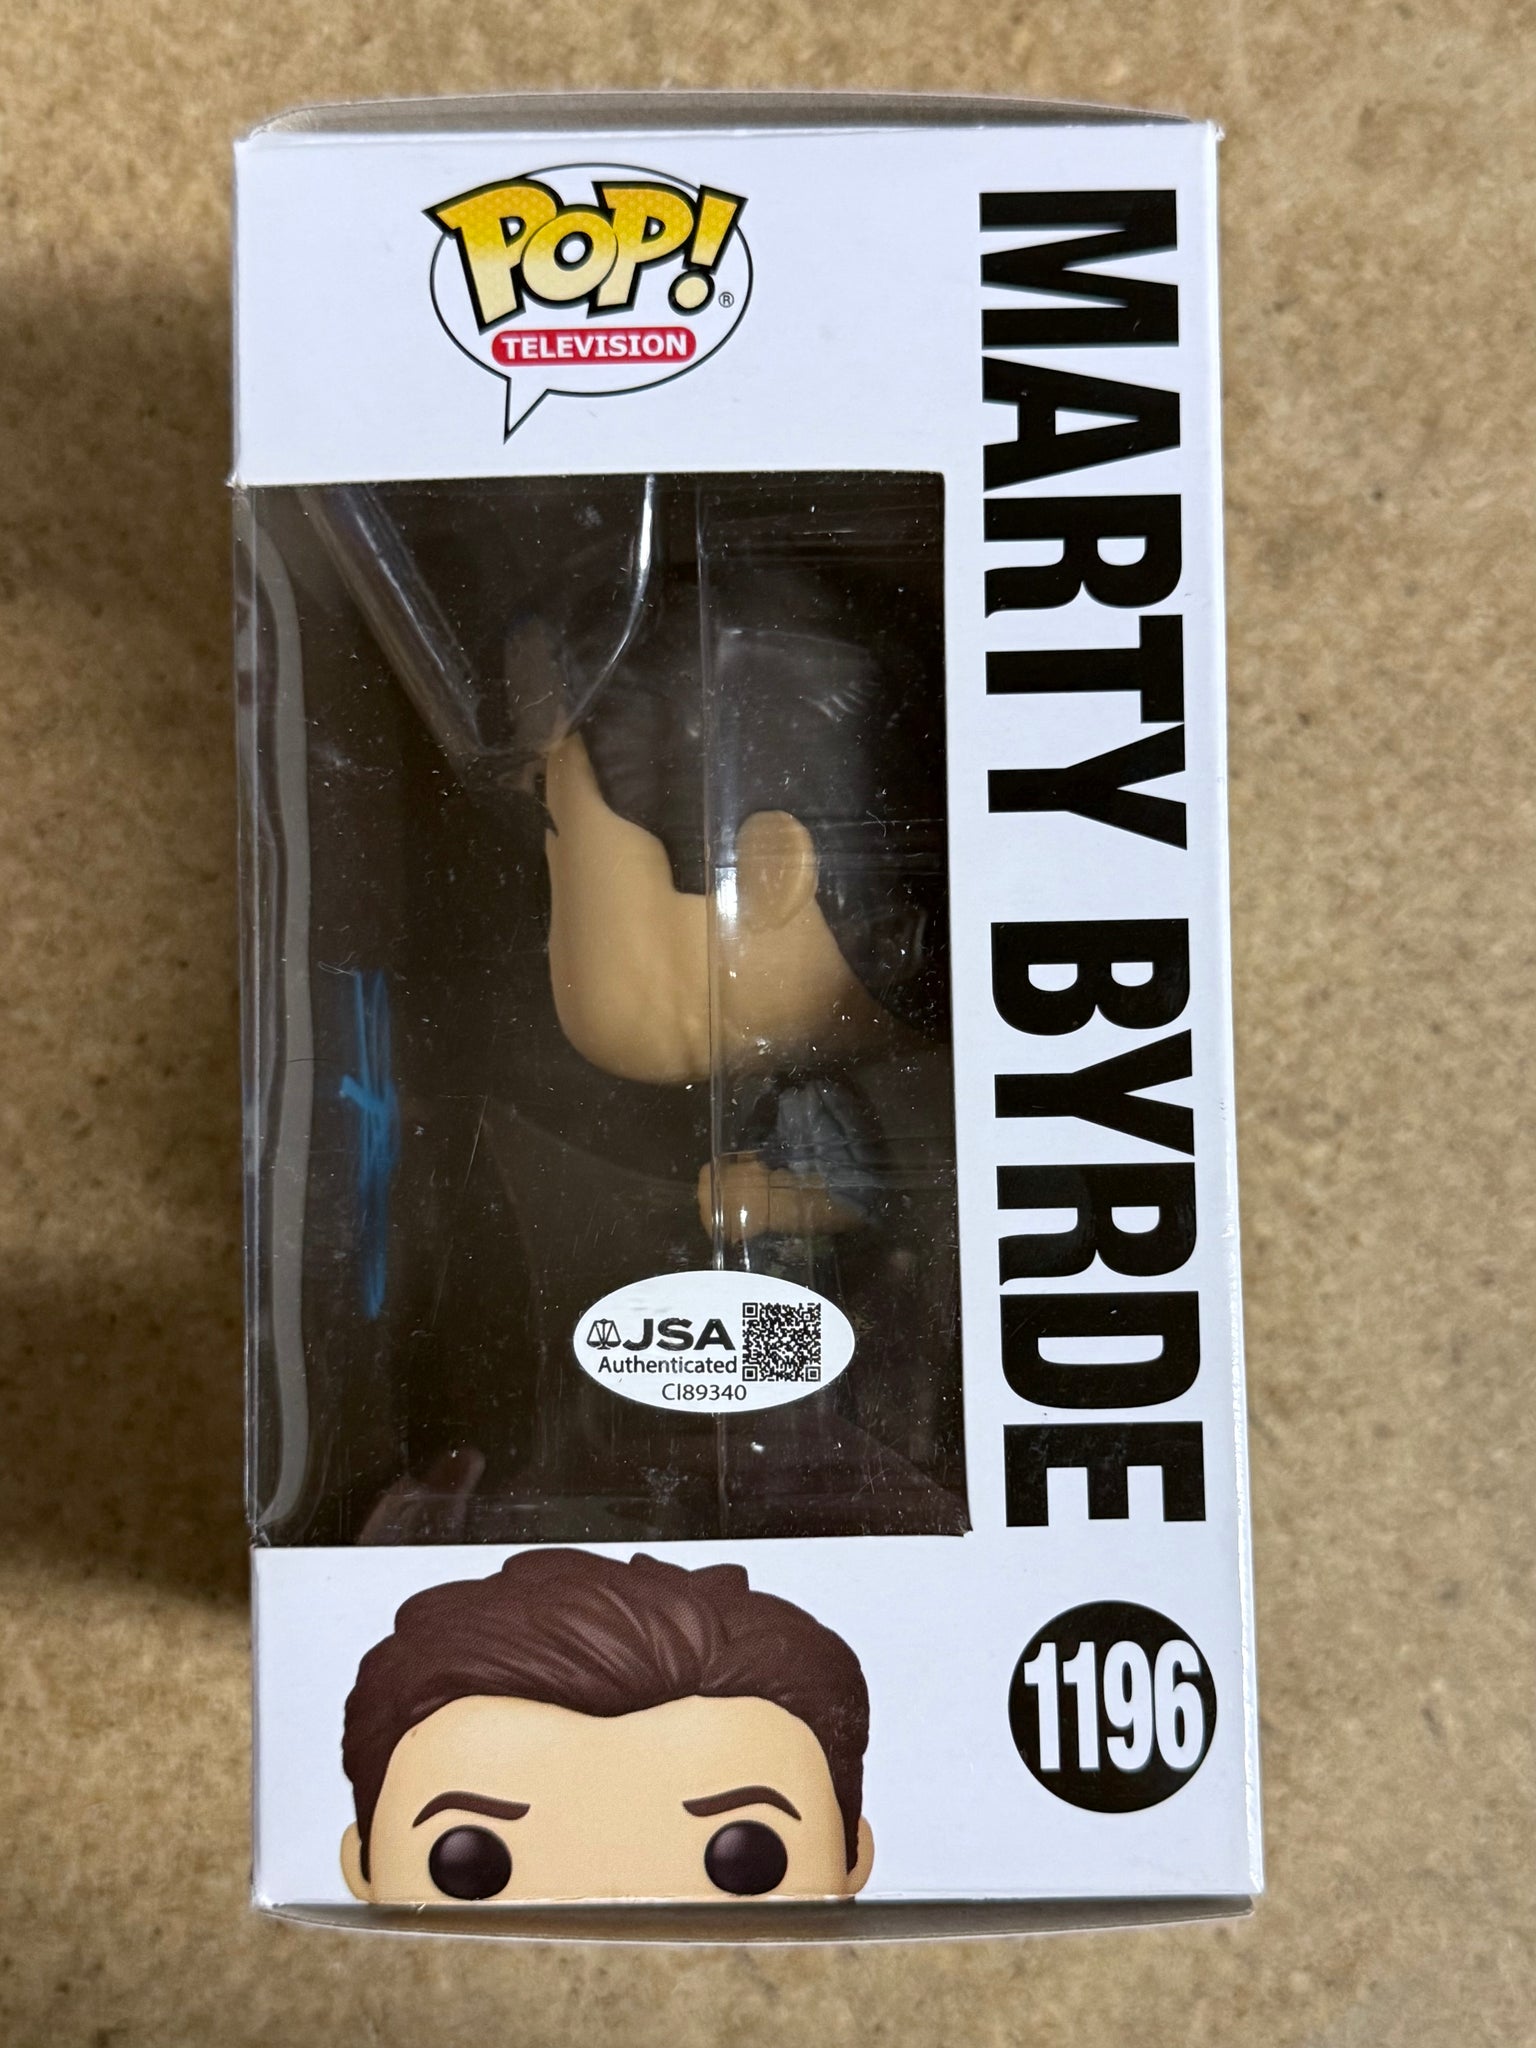 POP!®
TELEVISION
MARTY BYRDE
JSA
Authenticated
CI89340
1196